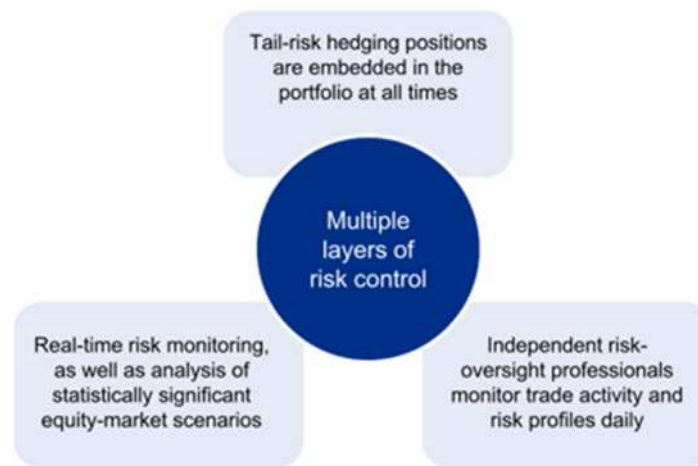 Tail-risk hedging positions
are embedded in the
portfolio at all times
Multiple
layers of
risk control
Real-time risk monitoring,
as well as analysis of
statistically significant
equity-market scenarios
Independent risk-
oversight professionals
monitor trade activity and
risk profiles daily